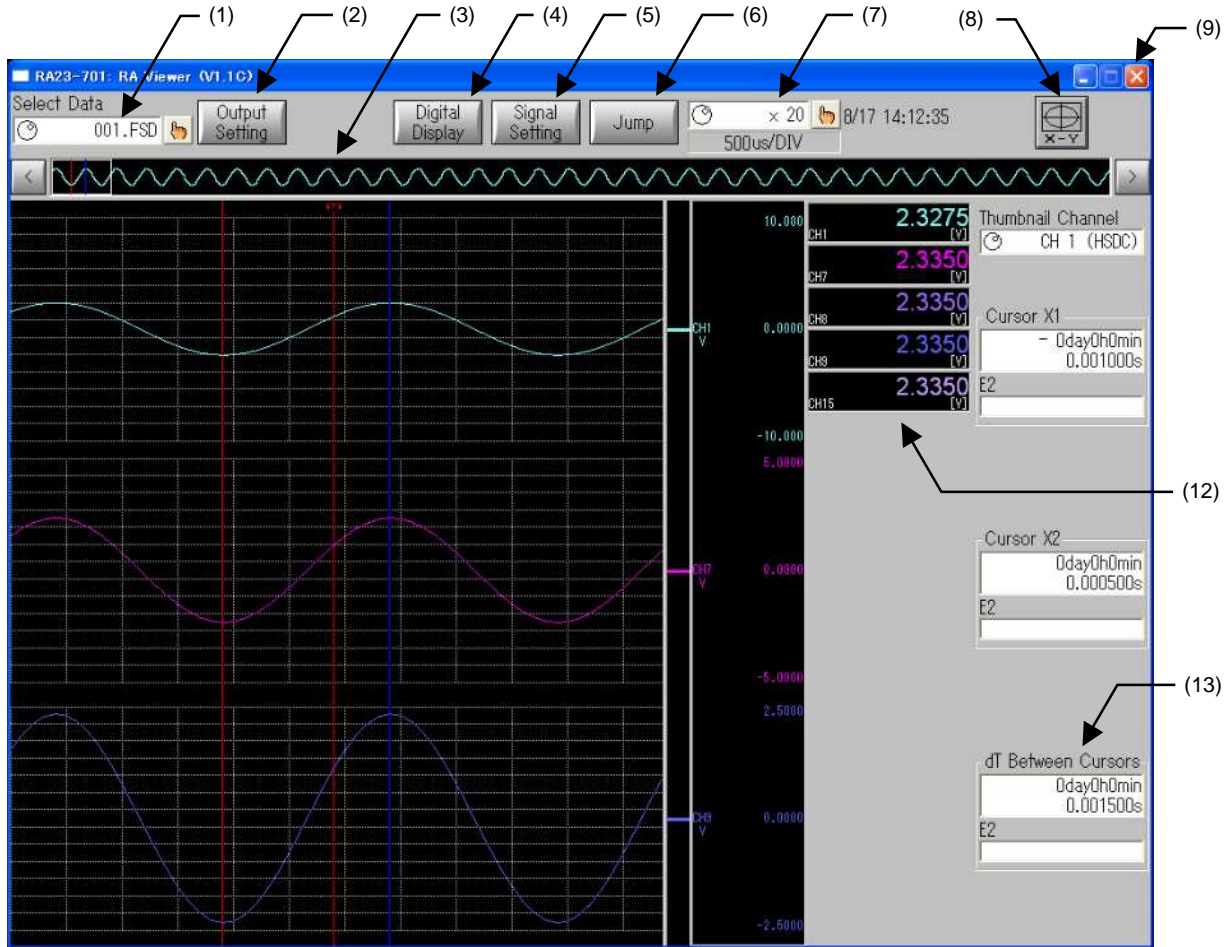 (1)
(2)
(3)
(4)
(5)
(6)
(7)
(8)
(9)
RA23-701: RA Viewer (V1.1C)
Select Data
001.FSD
Output Setting
Digital Display
Signal Setting
Jump
x 20
500us/DIV
8/17 14:12:35
X-Y
<
>
10.000
CH1
V
0.0000
-10.000
5.0000
CH7
V
0.0000
-5.0000
2.5000
CH9
V
0.0000
-2.5000
CH1 2.3275 [V]
CH7 2.3350 [V]
CH8 2.3350 [V]
CH9 2.3350 [V]
CH15 2.3350 [V]
(12)
Thumbnail Channel
CH 1 (HSDC)
Cursor X1
- 0day0h0min
0.001000s
E2
Cursor X2
0day0h0min
0.000500s
E2
(13)
dT Between Cursors
0day0h0min
0.001500s
E2